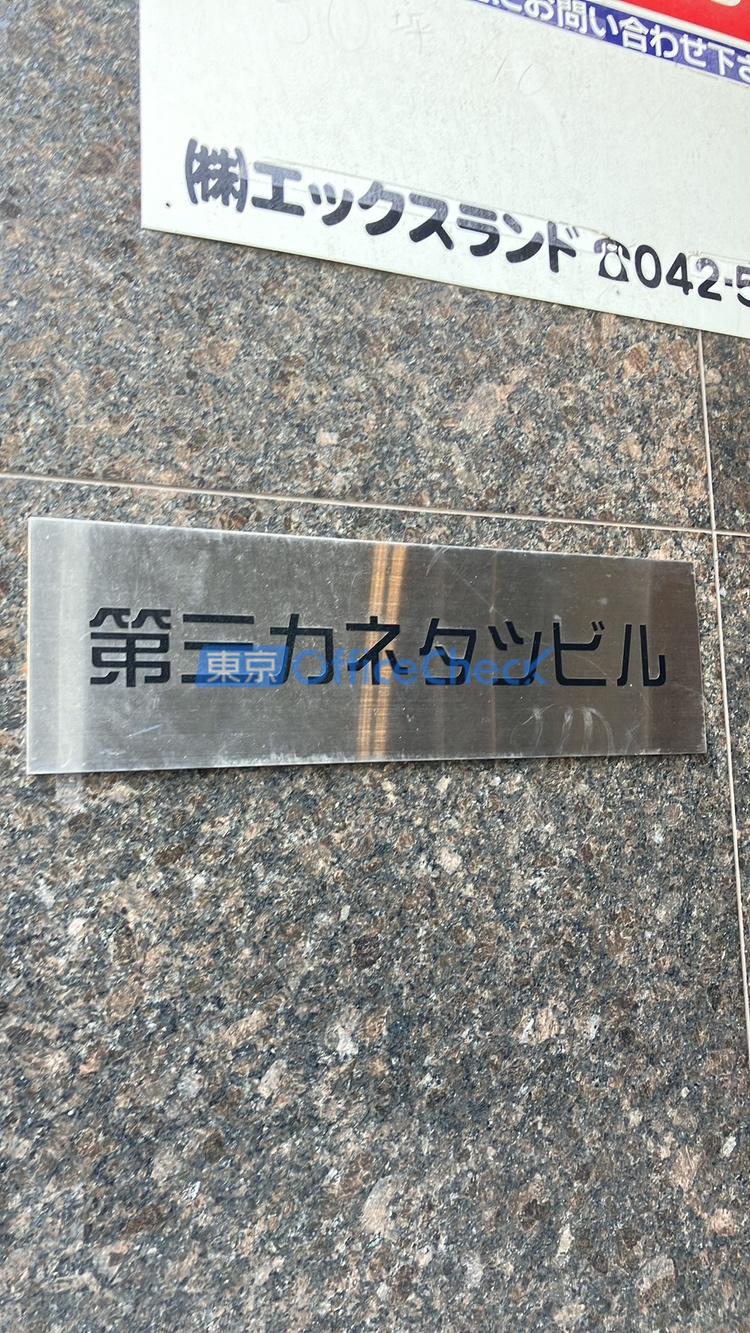 にお問い合わせ下さ
㈱エックスランド ☎042-5
第三カネタツビル
東京OfficeCheck